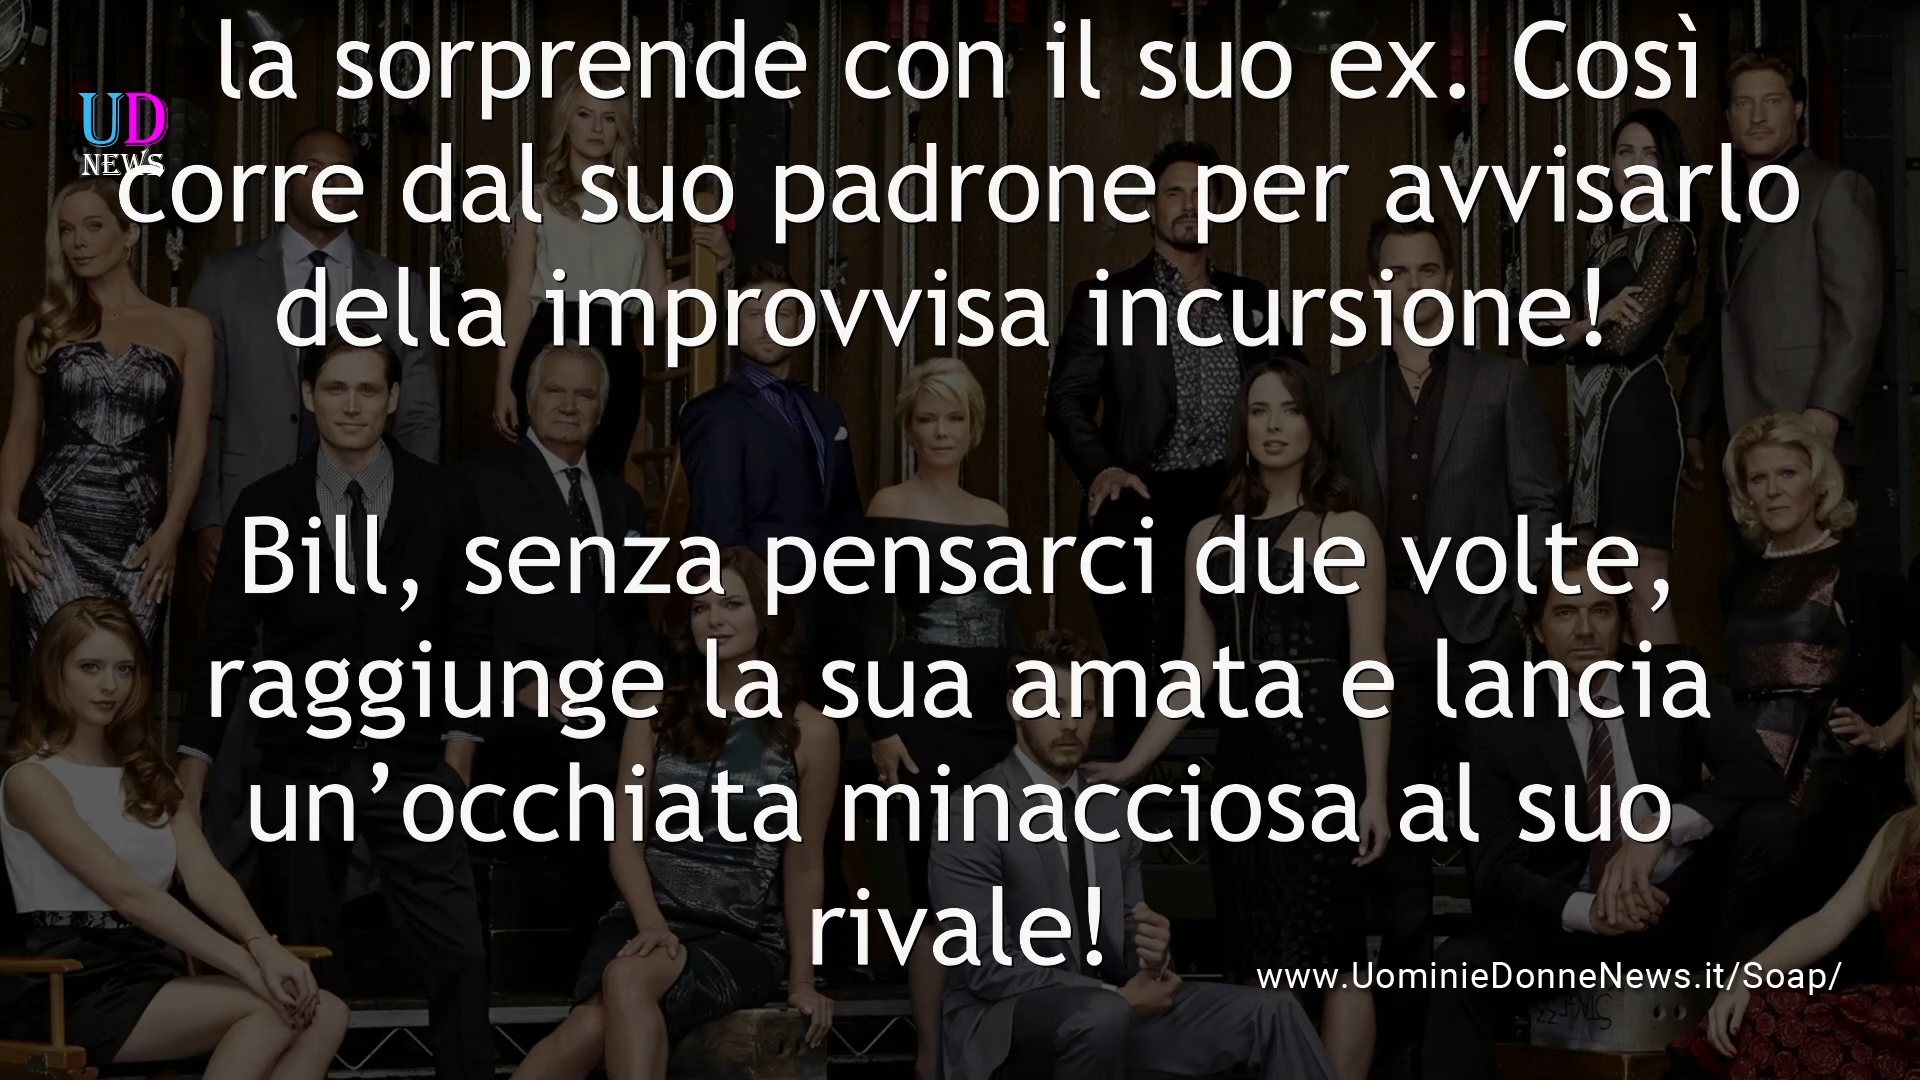 la sorprende con il suo ex. Così
UD
NEWS
corre dal suo padrone per avvisarlo
della improvvisa incursione!
Bill, senza pensarci due volte,
raggiunge la sua amata e lancia
un’occhiata minacciosa al suo
rivale!
www.UominieDonneNews.it/Soap/